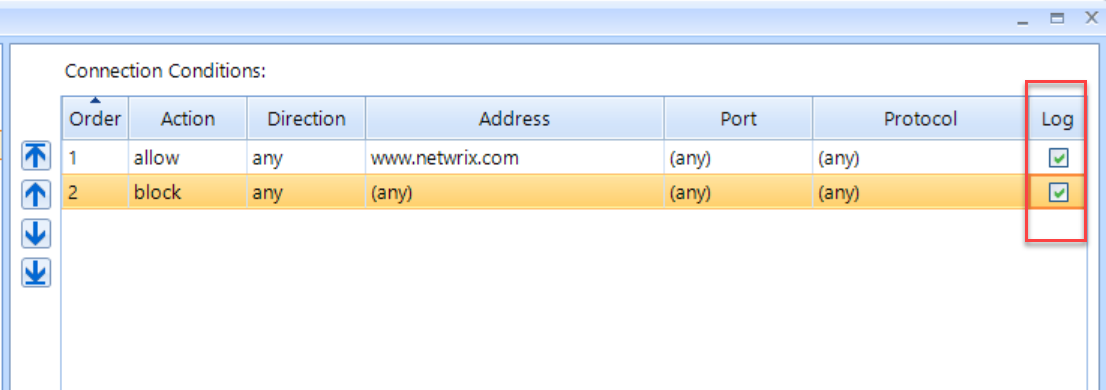 Connection Conditions:
Order Action Direction Address Port Protocol Log
1 allow any www.netwrix.com (any) (any)
2 block any (any) (any) (any)